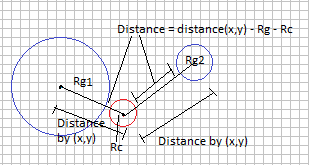 Distance = distance(x,y) - Rg - Rc
Rg2
Rg1
Distance
by (x,y)
Distance by (x,y)
Rc